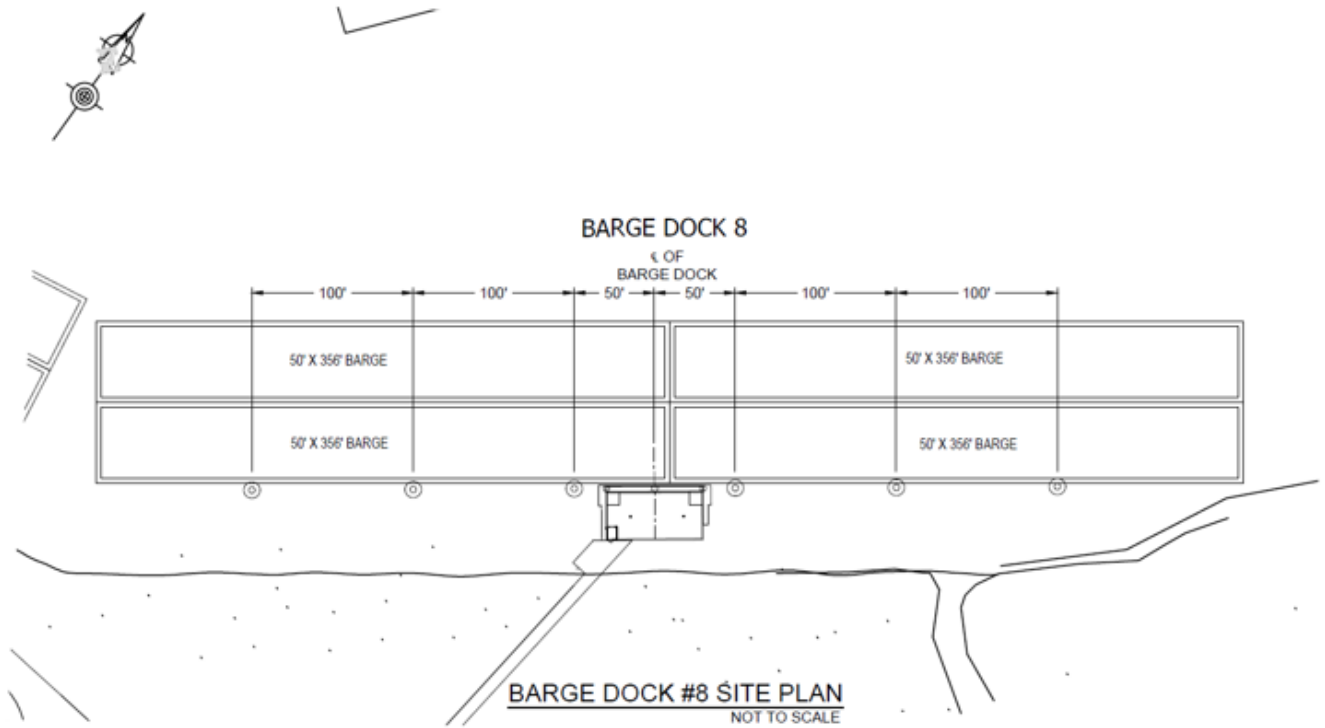 BARGE DOCK 8
℄ OF
BARGE DOCK
100' 100' 50' 50' 100' 100'
50' X 356' BARGE 50' X 356' BARGE
50' X 356' BARGE 50' X 356' BARGE
BARGE DOCK #8 SITE PLAN
NOT TO SCALE